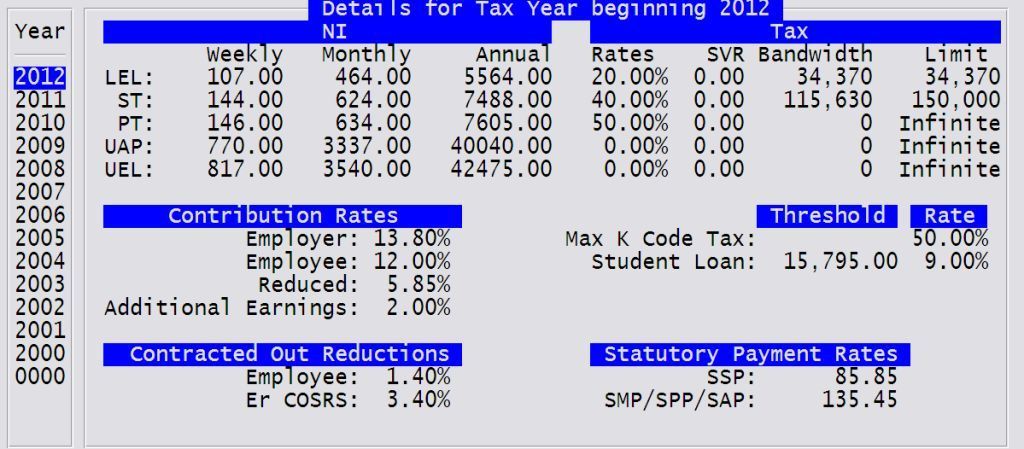 Details for Tax Year beginning 2012
Year NI Tax
Weekly Monthly Annual Rates SVR Bandwidth Limit
2012 LEL: 107.00 464.00 5564.00 20.00% 0.00 34,370 34,370
2011 ST: 144.00 624.00 7488.00 40.00% 0.00 115,630 150,000
2010 PT: 146.00 634.00 7605.00 50.00% 0.00 0 Infinite
2009 UAP: 770.00 3337.00 40040.00 0.00% 0.00 0 Infinite
2008 UEL: 817.00 3540.00 42475.00 0.00% 0.00 0 Infinite
2007
2006 Contribution Rates Threshold Rate
2005 Employer: 13.80% Max K Code Tax: 50.00%
2004 Employee: 12.00% Student Loan: 15,795.00 9.00%
2003 Reduced: 5.85%
2002 Additional Earnings: 2.00%
2001
2000 Contracted Out Reductions Statutory Payment Rates
0000 Employee: 1.40% SSP: 85.85
Er COSRS: 3.40% SMP/SPP/SAP: 135.45